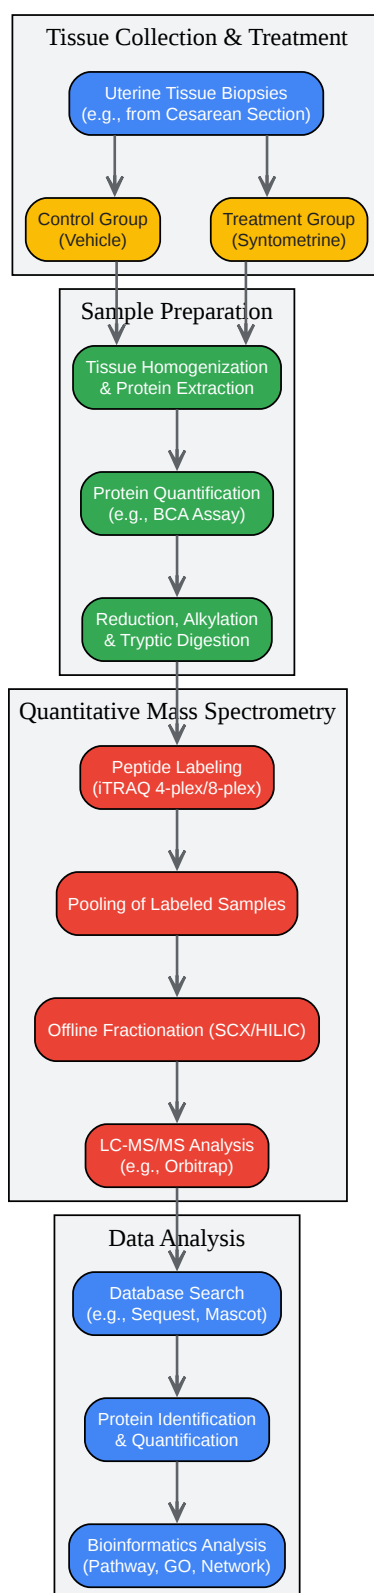 Tissue Collection & Treatment
Uterine Tissue Biopsies
(e.g., from Cesarean Section)
Control Group
(Vehicle)
Treatment Group
(Syntometrine)
Sample Preparation
Tissue Homogenization
& Protein Extraction
Protein Quantification
(e.g., BCA Assay)
Reduction, Alkylation
& Tryptic Digestion
Quantitative Mass Spectrometry
Peptide Labeling
(iTRAQ 4-plex/8-plex)
Pooling of Labeled Samples
Offline Fractionation (SCX/HILIC)
LC-MS/MS Analysis
(e.g., Orbitrap)
Data Analysis
Database Search
(e.g., Sequest, Mascot)
Protein Identification
& Quantification
Bioinformatics Analysis
(Pathway, GO, Network)